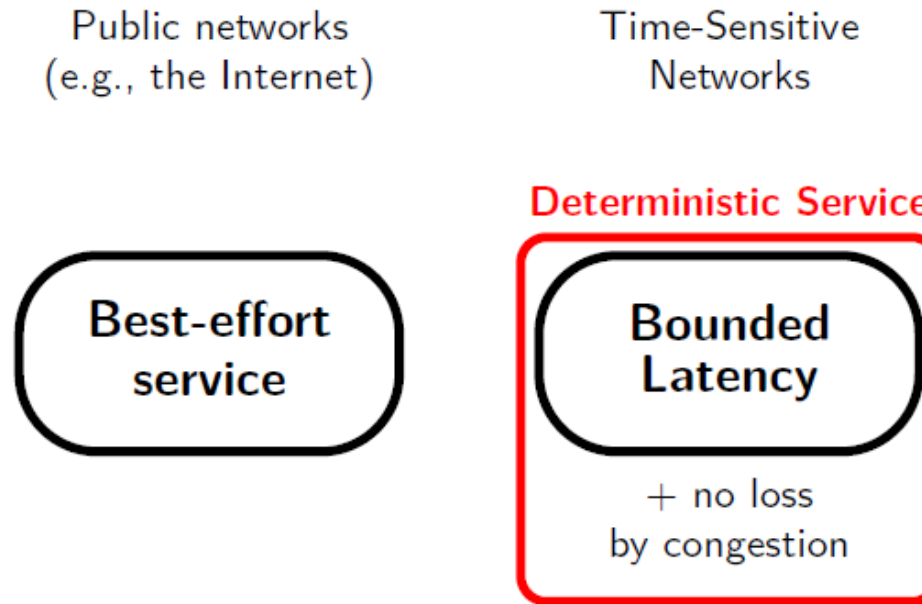 Public networks
(e.g., the Internet)
Best-effort
service
Time-Sensitive
Networks
Deterministic Service
Bounded
Latency
+ no loss
by congestion